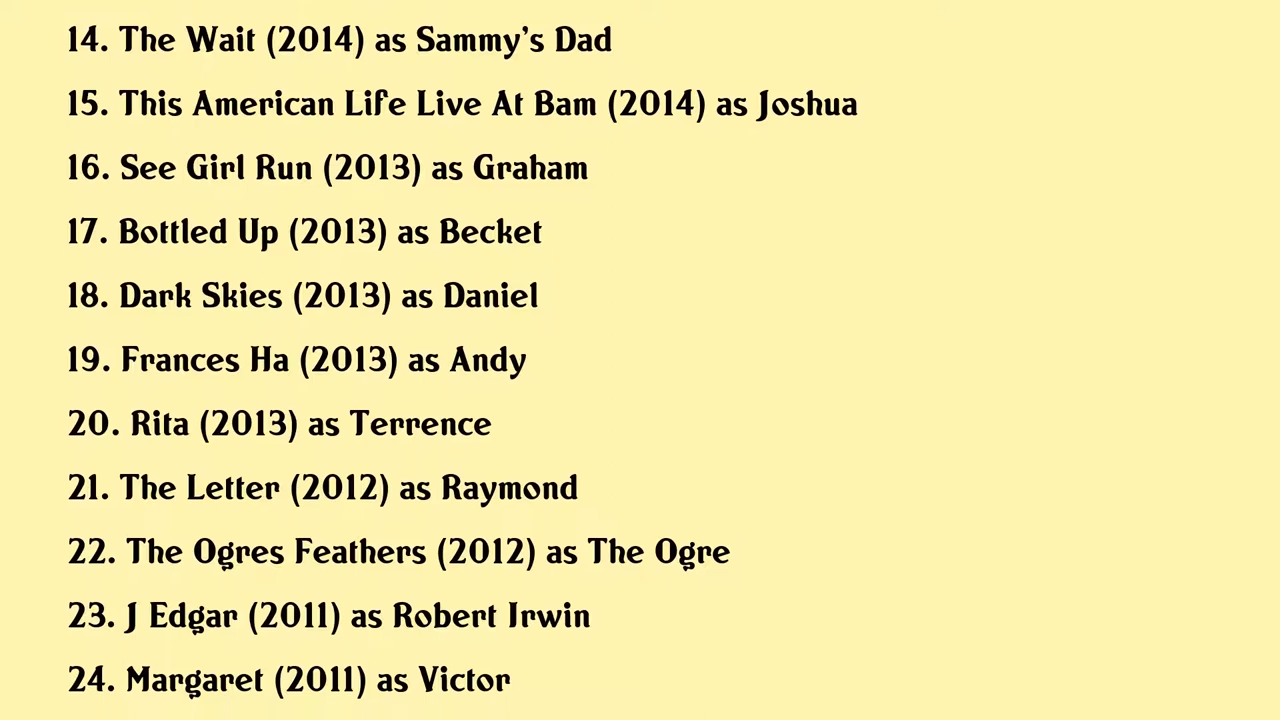 14. The Wait (2014) as Sammy's Dad
15. This American Life Live At Bam (2014) as Joshua
16. See Girl Run (2013) as Graham
17. Bottled Up (2013) as Becket
18. Dark Skies (2013) as Daniel
19. Frances Ha (2013) as Andy
20. Rita (2013) as Terrence
21. The Letter (2012) as Raymond
22. The Ogres Feathers (2012) as The Ogre
23. J Edgar (2011) as Robert Irwin
24. Margaret (2011) as Victor